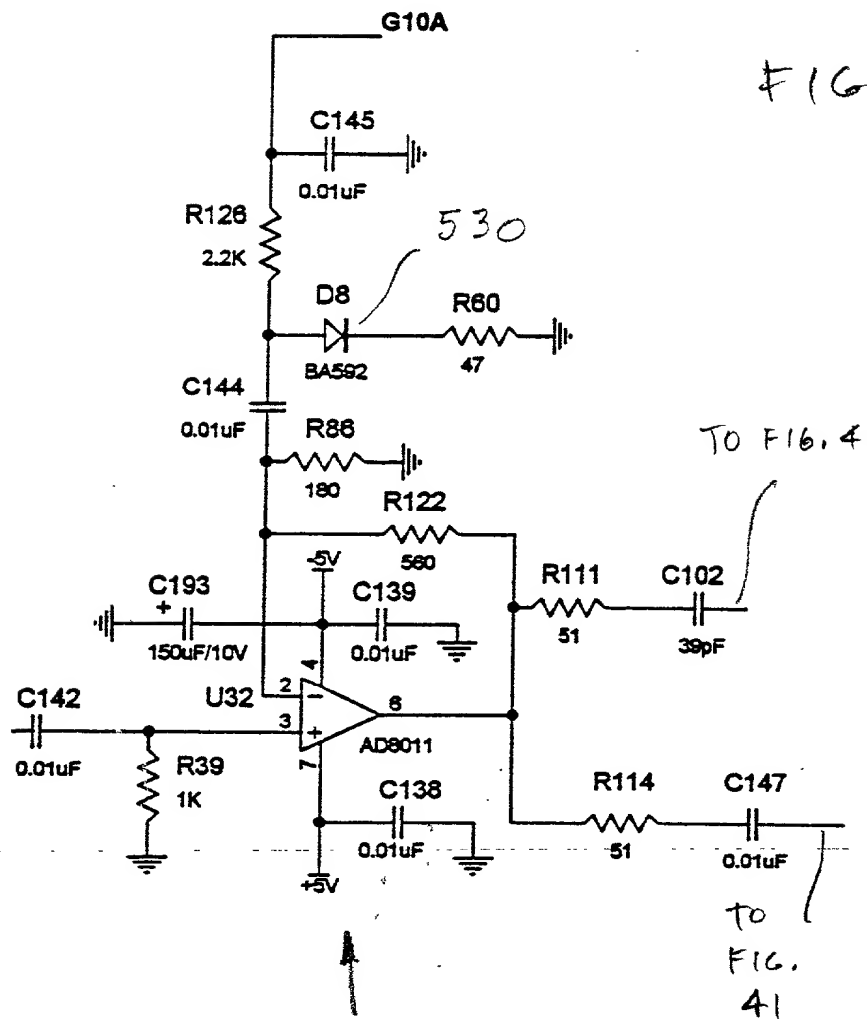 G10A
FIG
C145
0.01uF
R126
2.2K
530
D8
BA592
R60
47
C144
0.01uF
R86
180
TO FIG. 4
R122
560
-5V
C193
+
150uF/10V
C139
0.01uF
R111
51
C102
39pF
4
U32
2
-
3
+
6
AD8011
7
C142
0.01uF
R39
1K
C138
0.01uF
+5V
R114
51
C147
0.01uF
TO
FIG.
41